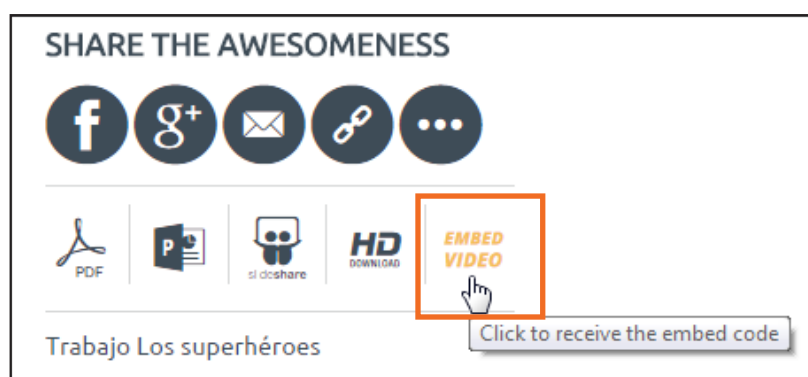 SHARE THE AWESOMENESS
f g+
PDF P slideshare HD DOWNLOAD EMBED VIDEO
Click to receive the embed code
Trabajo Los superhéroes